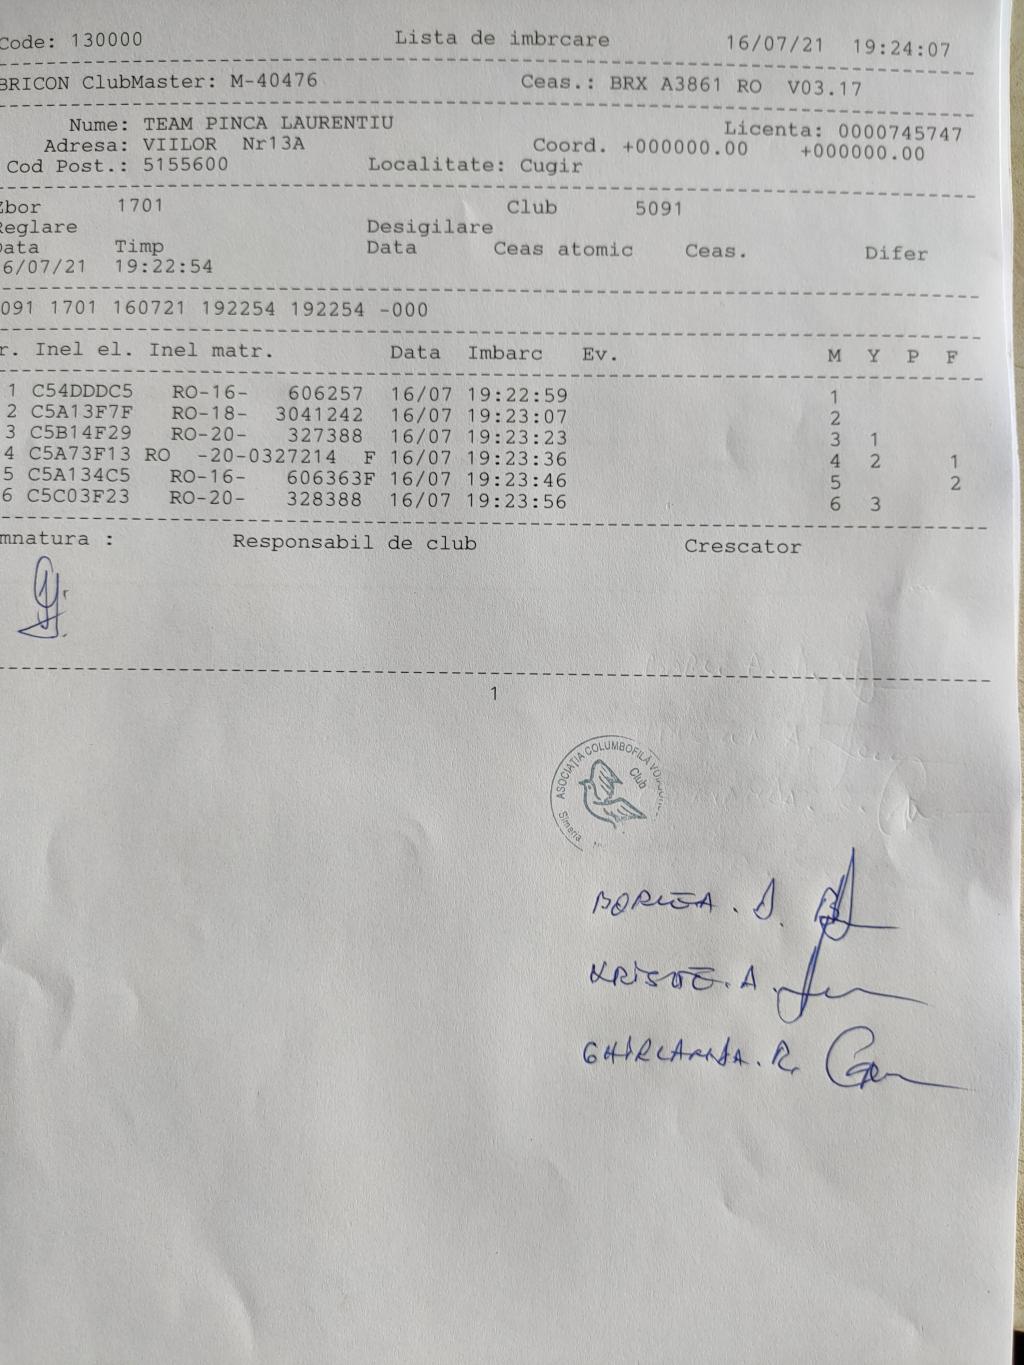 Code: 130000 Lista de imbrcare 16/07/21 19:24:07
BRICON ClubMaster: M-40476 Ceas.: BRX A3861 RO V03.17
Nume: TEAM PINCA LAURENTIU Licenta: 0000745747
Adresa: VIILOR Nr13A Coord. +000000.00 +000000.00
Cod Post.: 5155600 Localitate: Cugir
Zbor 1701 Club 5091
Reglare Desigilare
Data Timp Data Ceas atomic Ceas. Difer
6/07/21 19:22:54
091 1701 160721 192254 192254 -000
r. Inel el. Inel matr. Data Imbarc Ev. M Y P F
1 C54DDDC5 RO-16- 606257 16/07 19:22:59 1
2 C5A13F7F RO-18- 3041242 16/07 19:23:07 2
3 C5B14F29 RO-20- 327388 16/07 19:23:23 3 1
4 C5A73F13 RO -20-0327214 F 16/07 19:23:36 4 2 1
5 C5A134C5 RO-16- 606363F 16/07 19:23:46 5 2
6 C5C03F23 RO-20- 328388 16/07 19:23:56 6 3
mnatura : Responsabil de club Crescator
1
ASOCIAȚIA COLUMBOFILĂ
Club
Simeria
BORLEA. A.
KRISTE. A.